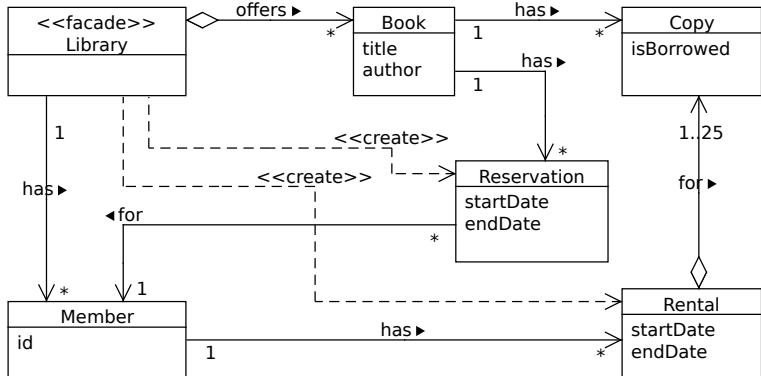 <<facade>>
Library
offers ▶
*
Book
title
author
has ▶
1
*
Copy
isBorrowed
has ▶
1
*
1
has ▶
*
<<create>>
<<create>>
Reservation
startDate
endDate
1..25
for ▶
◀ for
*
1
Member
id
has ▶
1
*
Rental
startDate
endDate